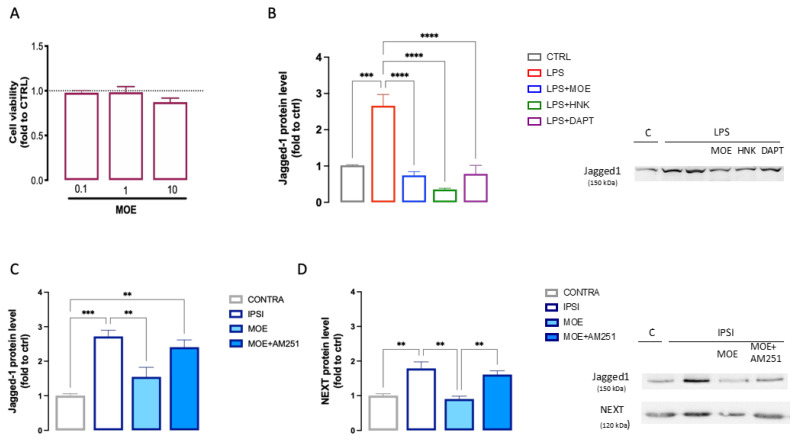 A
Cell viability
(fold to CTRL)
1.5
1.0
0.5
0.0
0.1 1 10
MOE
B
Jagged-1 protein level
(fold to ctrl)
4
3
2
1
0
****
****
*** ****
CTRL
LPS
LPS+MOE
LPS+HNK
LPS+DAPT
C LPS
MOE HNK DAPT
Jagged1
(150 kDa)
C
Jagged-1 protein level
(fold to ctrl)
4
3
2
1
0
**
*** **
CONTRA
IPSI
MOE
MOE+AM251
D
NEXT protein level
(fold to ctrl)
4
3
2
1
0
** ** **
CONTRA
IPSI
MOE
MOE+AM251
C IPSI
MOE MOE+
AM251
Jagged1
(150 kDa)
NEXT
(120 kDa)